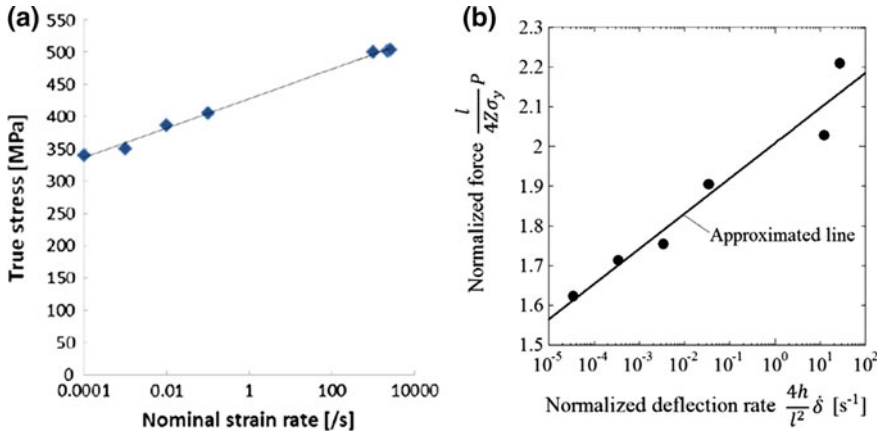 (a)
550
500
450
400
350
300
250
200
150
100
50
0
True stress [MPa]
0.0001 0.01 1 100 10000
Nominal strain rate [/s]
(b)
2.3
2.2
2.1
2
1.9
1.8
1.7
1.6
1.5
Normalized force l/4Zσ_y P
Approximated line
10⁻⁵ 10⁻⁴ 10⁻³ 10⁻² 10⁻¹ 10⁰ 10¹ 10²
Normalized deflection rate 4h/l² δ̇ [s⁻¹]